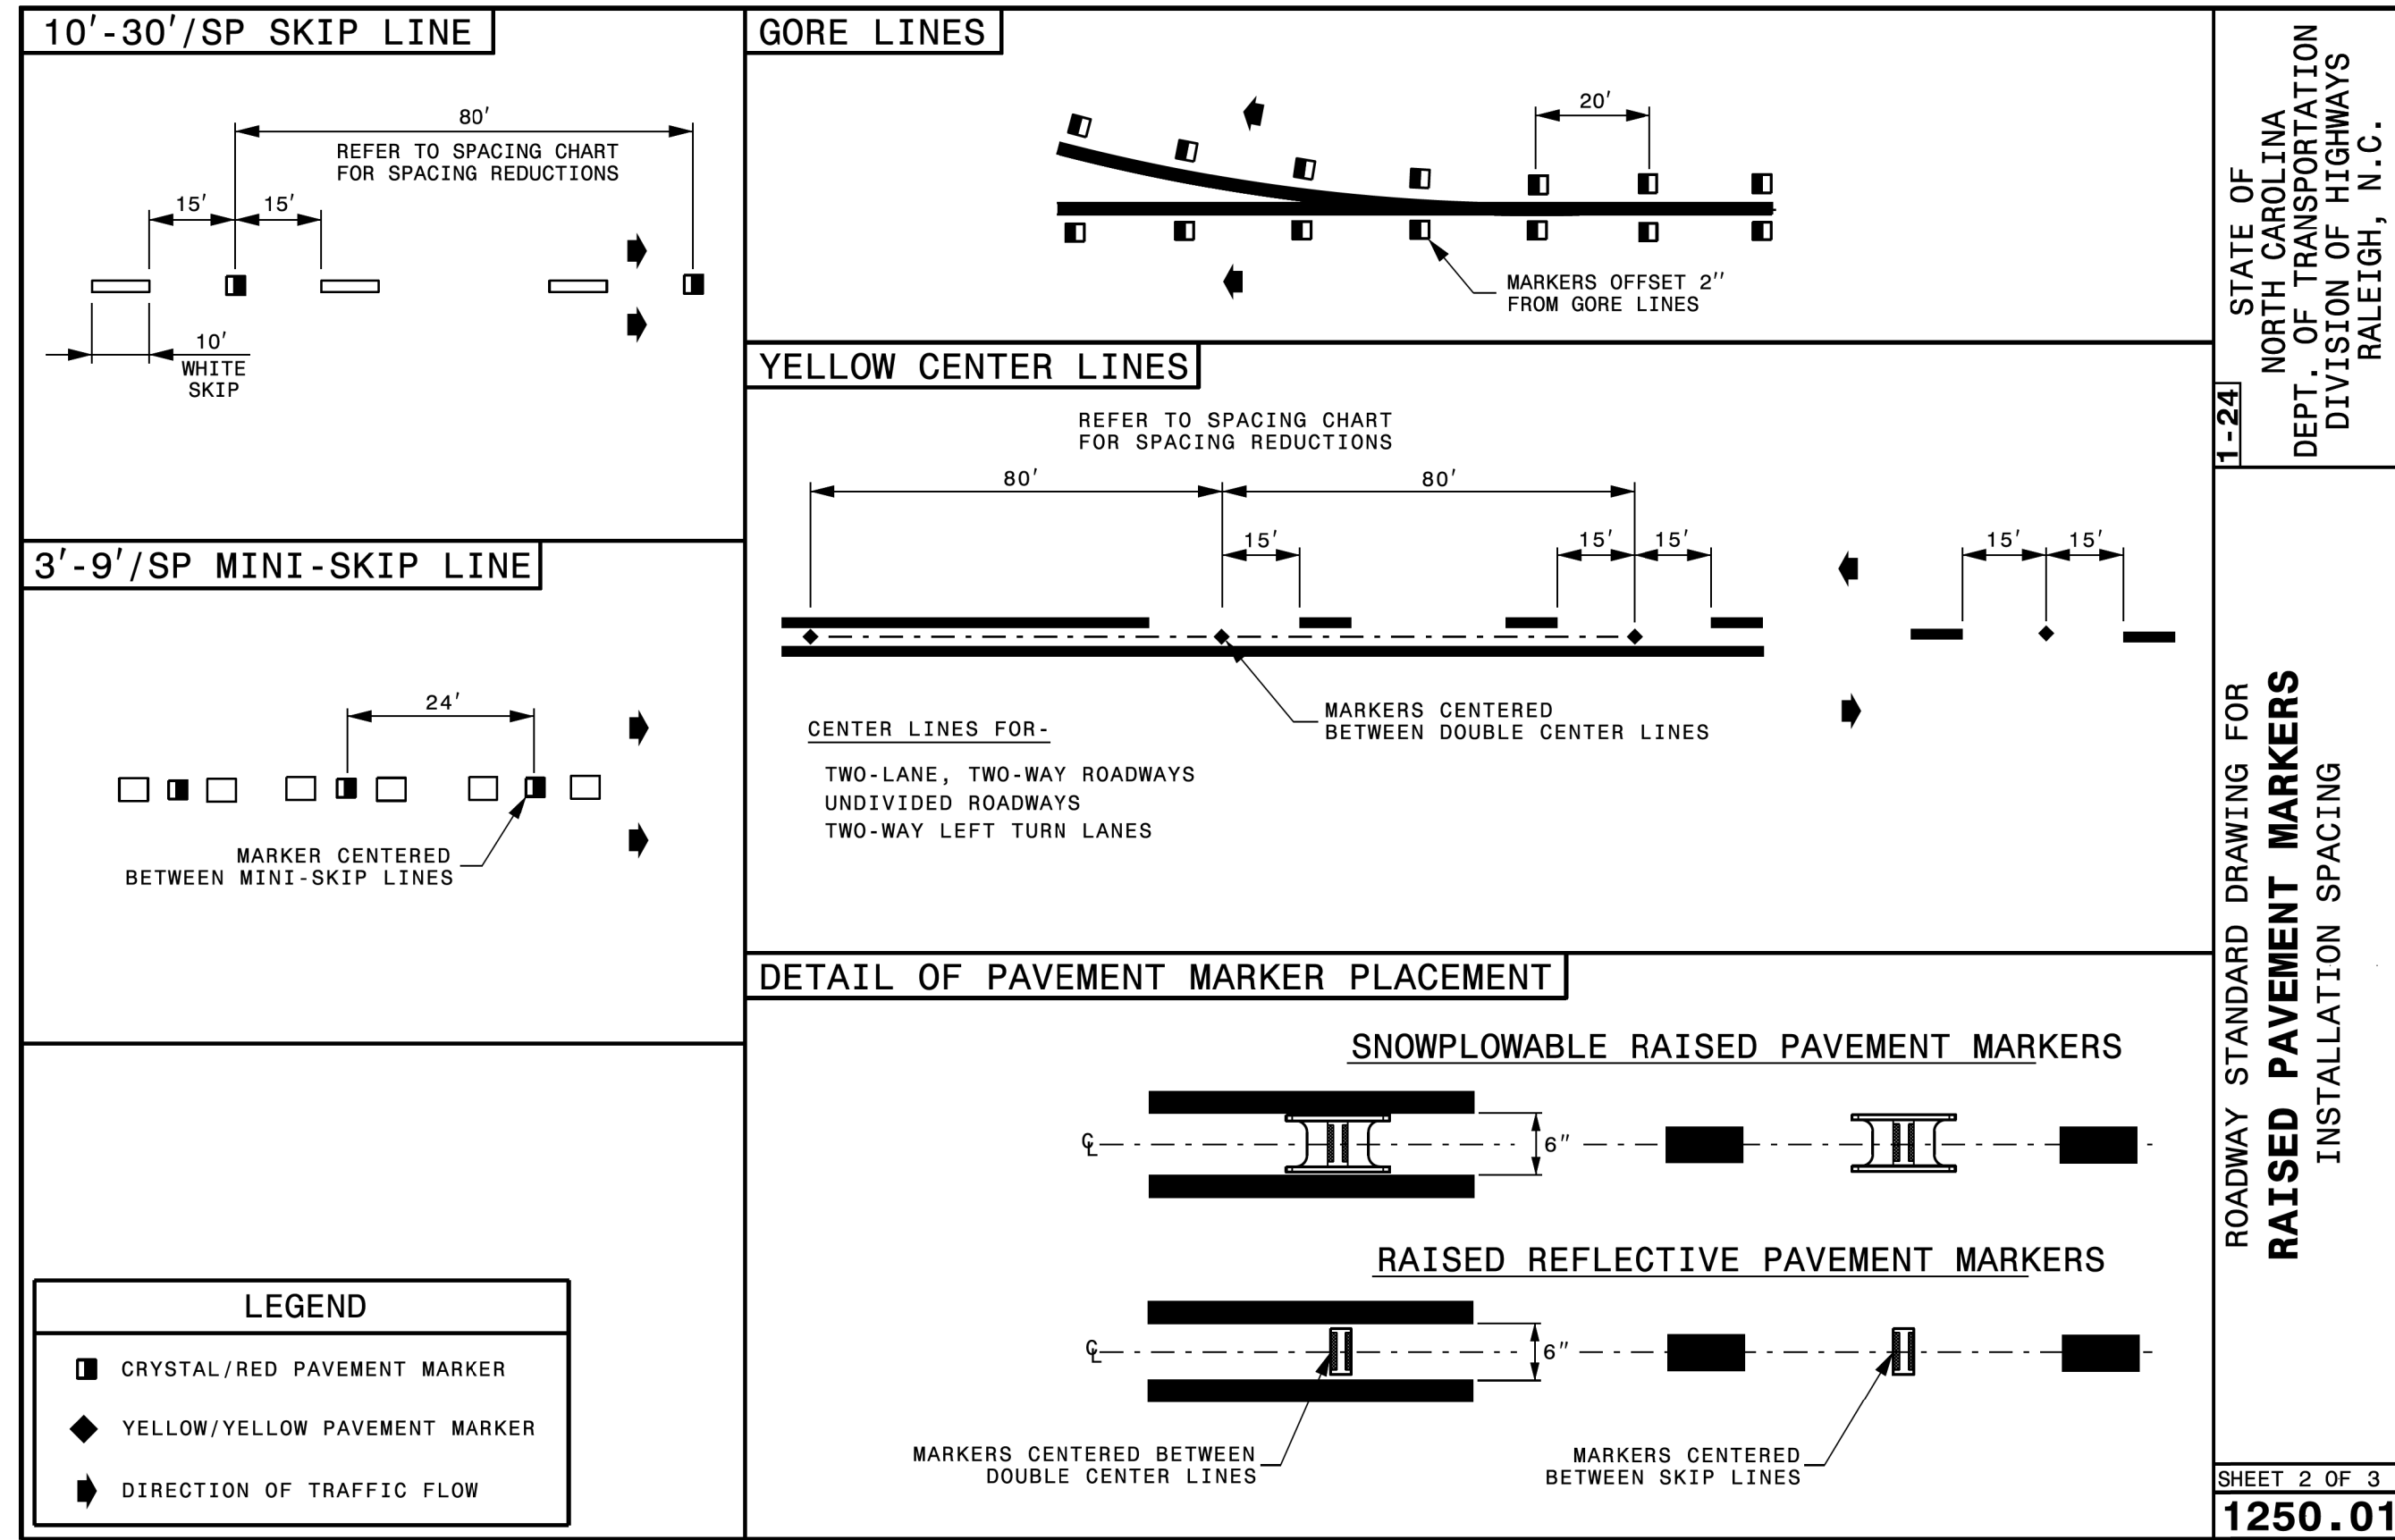 10'-30'/SP SKIP LINE
80'
REFER TO SPACING CHART
FOR SPACING REDUCTIONS
15'
15'
10'
WHITE
SKIP
3'-9'/SP MINI-SKIP LINE
24'
MARKER CENTERED
BETWEEN MINI-SKIP LINES
LEGEND
CRYSTAL/RED PAVEMENT MARKER
YELLOW/YELLOW PAVEMENT MARKER
DIRECTION OF TRAFFIC FLOW
GORE LINES
20'
MARKERS OFFSET 2"
FROM GORE LINES
YELLOW CENTER LINES
REFER TO SPACING CHART
FOR SPACING REDUCTIONS
80'
80'
15'
15'
15'
15'
15'
MARKERS CENTERED
BETWEEN DOUBLE CENTER LINES
CENTER LINES FOR-
TWO-LANE, TWO-WAY ROADWAYS
UNDIVIDED ROADWAYS
TWO-WAY LEFT TURN LANES
DETAIL OF PAVEMENT MARKER PLACEMENT
SNOWPLOWABLE RAISED PAVEMENT MARKERS
℄
6"
RAISED REFLECTIVE PAVEMENT MARKERS
℄
6"
MARKERS CENTERED BETWEEN
DOUBLE CENTER LINES
MARKERS CENTERED
BETWEEN SKIP LINES
1-24
STATE OF
NORTH CAROLINA
DEPT. OF TRANSPORTATION
DIVISION OF HIGHWAYS
RALEIGH, N.C.
ROADWAY STANDARD DRAWING FOR
RAISED PAVEMENT MARKERS
INSTALLATION SPACING
SHEET 2 OF 3
1250.01